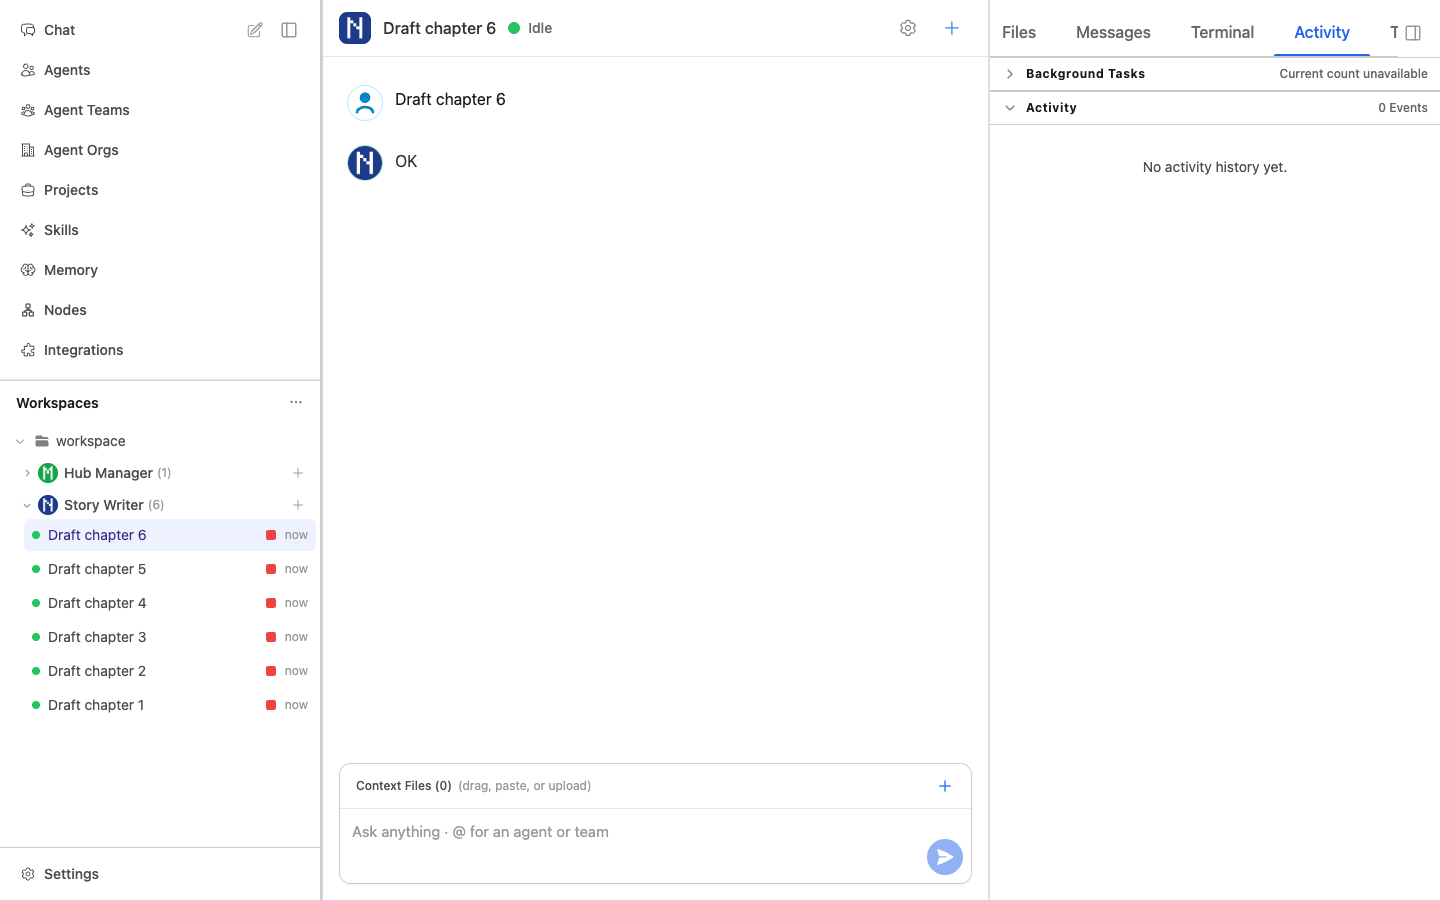 Chat
Agents
Agent Teams
Agent Orgs
Projects
Skills
Memory
Nodes
Integrations
Workspaces
workspace
Hub Manager (1)
Story Writer (6)
Draft chapter 6 now
Draft chapter 5 now
Draft chapter 4 now
Draft chapter 3 now
Draft chapter 2 now
Draft chapter 1 now
Settings
Draft chapter 6 Idle
Draft chapter 6
OK
Context Files (0) (drag, paste, or upload)
Ask anything · @ for an agent or team
Files Messages Terminal Activity T
Background Tasks Current count unavailable
Activity 0 Events
No activity history yet.